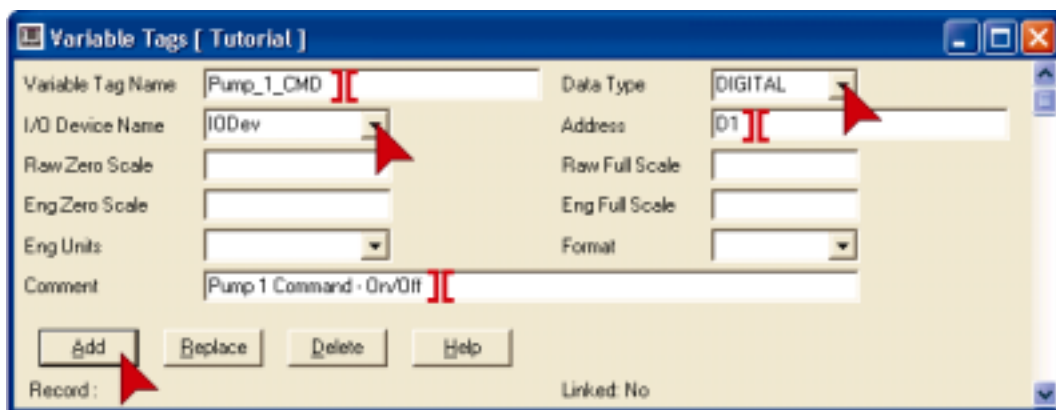 Variable Tags [ Tutorial ]
Variable Tag Name Pump_1_CMD Data Type DIGITAL
I/O Device Name IODev Address D1
Raw Zero Scale Raw Full Scale
Eng Zero Scale Eng Full Scale
Eng Units Format
Comment Pump 1 Command - On/Off
Add Replace Delete Help
Record : Linked: No